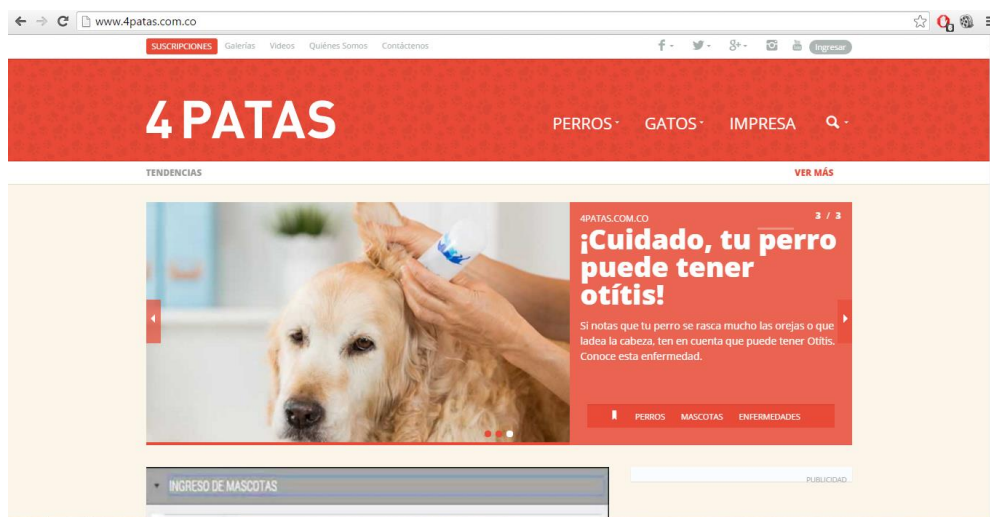 www.4patas.com.co
SUSCRIPCIONES Galerías Videos Quiénes Somos Contáctenos Ingresar
4 PATAS
PERROS GATOS IMPRESA
TENDENCIAS VER MÁS
4PATAS.COM.CO 3 / 3
¡Cuidado, tu perro
puede tener
otítis!
Si notas que tu perro se rasca mucho las orejas o que
ladea la cabeza, ten en cuenta que puede tener Otítis.
Conoce esta enfermedad.
PERROS MASCOTAS ENFERMEDADES
INGRESO DE MASCOTAS
PUBLICIDAD